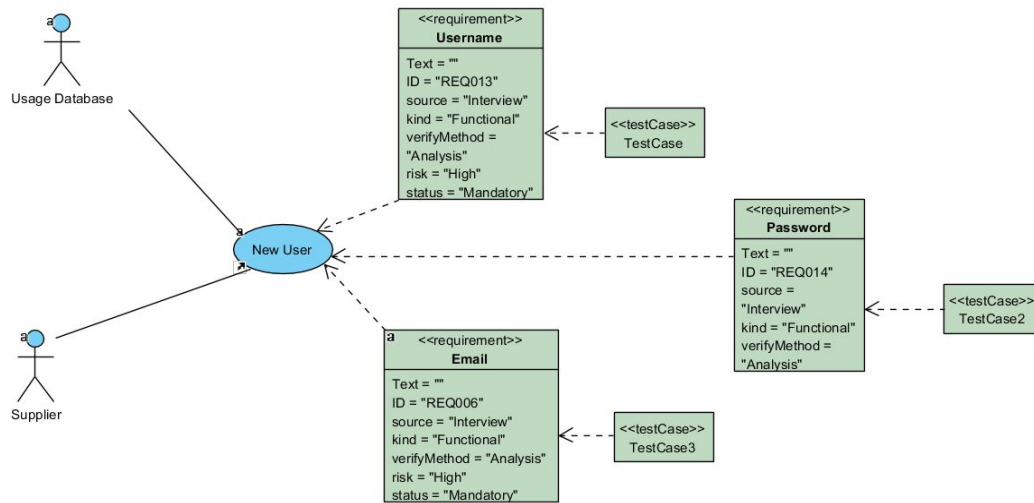 a
Usage Database
<<requirement>>
Username
Text = ""
ID = "REQ013"
source = "Interview"
kind = "Functional"
verifyMethod =
"Analysis"
risk = "High"
status = "Mandatory"
<<testCase>>
TestCase
a
New User
<<requirement>>
Password
Text = ""
ID = "REQ014"
source =
"Interview"
kind = "Functional"
verifyMethod =
"Analysis"
<<testCase>>
TestCase2
a
Supplier
a
<<requirement>>
Email
Text = ""
ID = "REQ006"
source = "Interview"
kind = "Functional"
verifyMethod = "Analysis"
risk = "High"
status = "Mandatory"
<<testCase>>
TestCase3